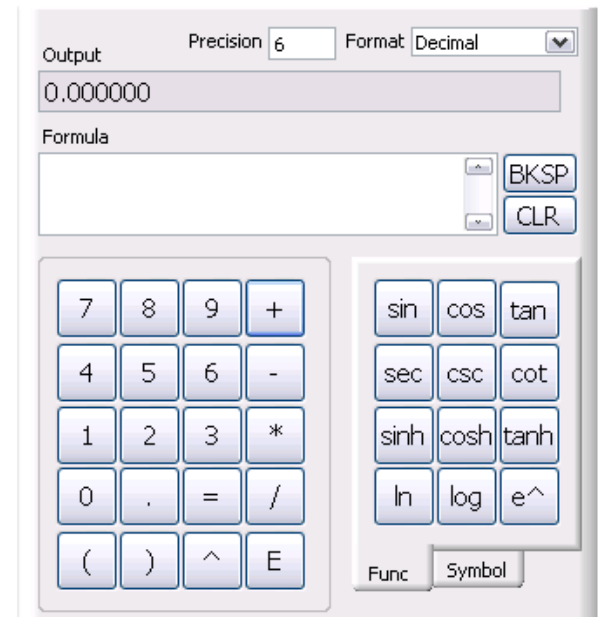 Output Precision 6 Format Decimal
0.000000
Formula
BKSP
CLR
7 8 9 + sin cos tan
4 5 6 - sec csc cot
1 2 3 * sinh cosh tanh
0 . = / ln log e^
( ) ^ E
Func Symbol